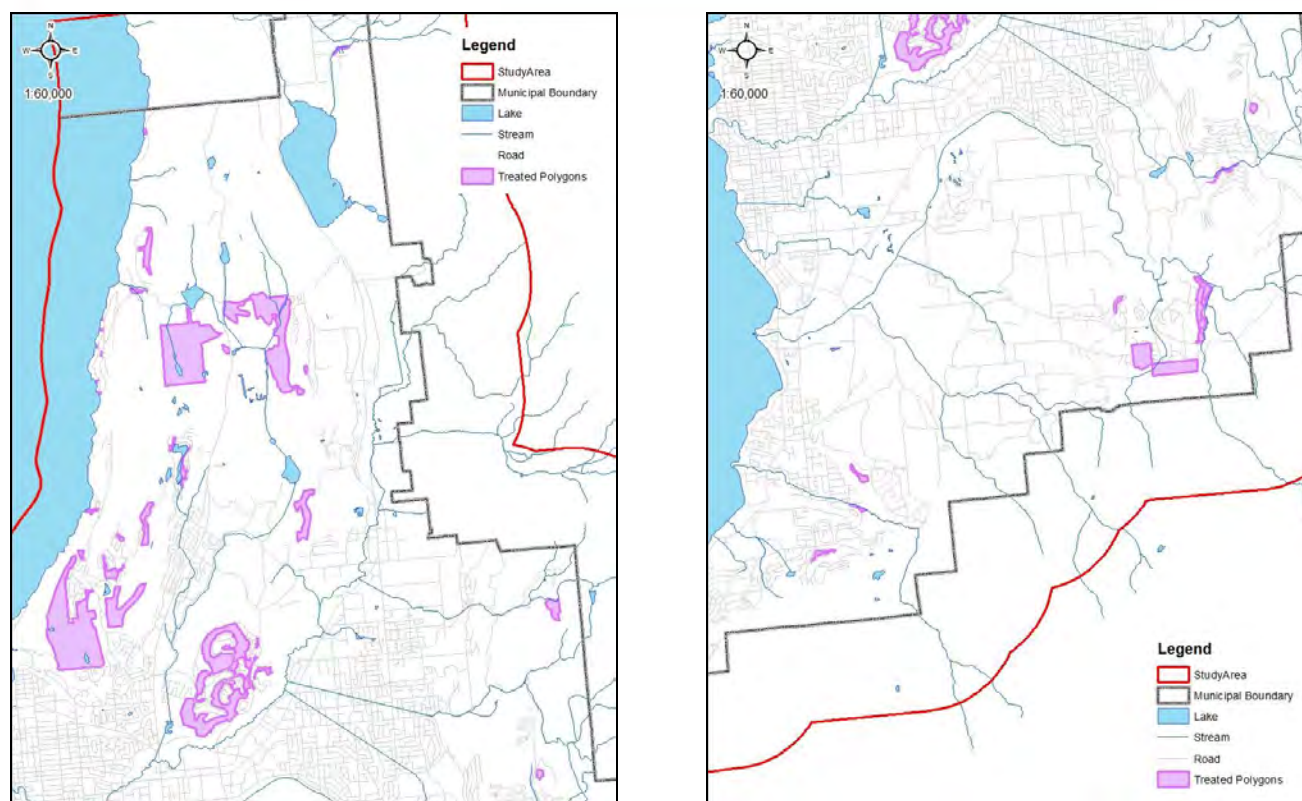 N
W E
S
1:60,000
Legend
StudyArea
Municipal Boundary
Lake
Stream
Road
Treated Polygons
N
W E
S
1:60,000
Legend
StudyArea
Municipal Boundary
Lake
Stream
Road
Treated Polygons